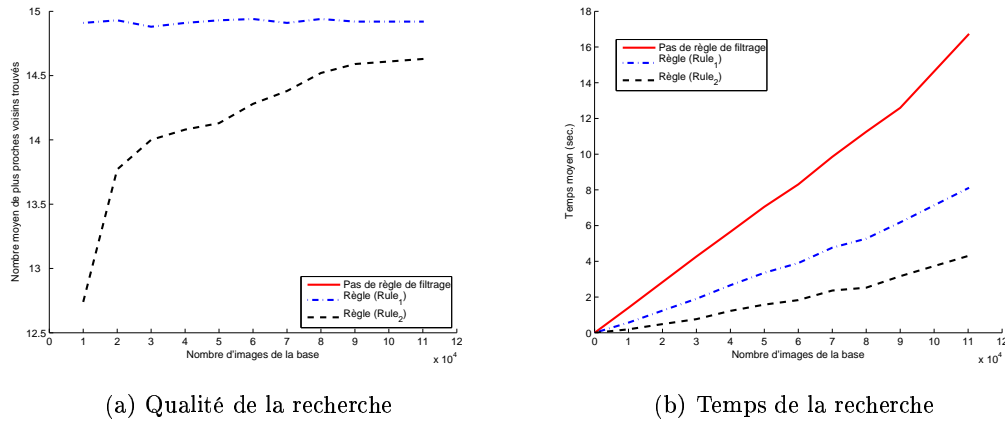 Nombre moyen de plus proches voisins trouvés
15
14.5
14
13.5
13
12.5
0 1 2 3 4 5 6 7 8 9 10 11 12
x 10^4
Nombre d'images de la base
Pas de règle de filtrage
Règle (Rule_1)
Règle (Rule_2)
(a) Qualité de la recherche
Temps moyen (sec.)
18
16
14
12
10
8
6
4
2
0
0 1 2 3 4 5 6 7 8 9 10 11 12
x 10^4
Nombre d'images de la base
Pas de règle de filtrage
Règle (Rule_1)
Règle (Rule_2)
(b) Temps de la recherche